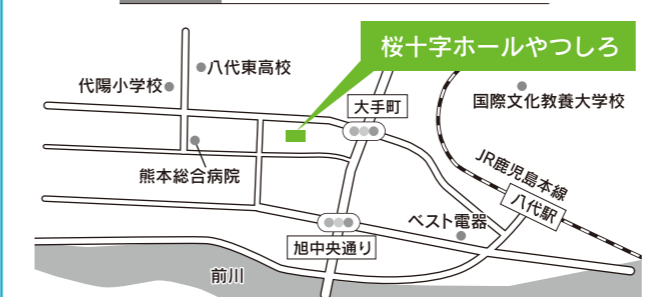 桜十字ホールやつしろ
八代東高校
代陽小学校
大手町
国際文化教養大学校
熊本総合病院
JR鹿児島本線
八代駅
ベスト電器
旭中央通り
前川